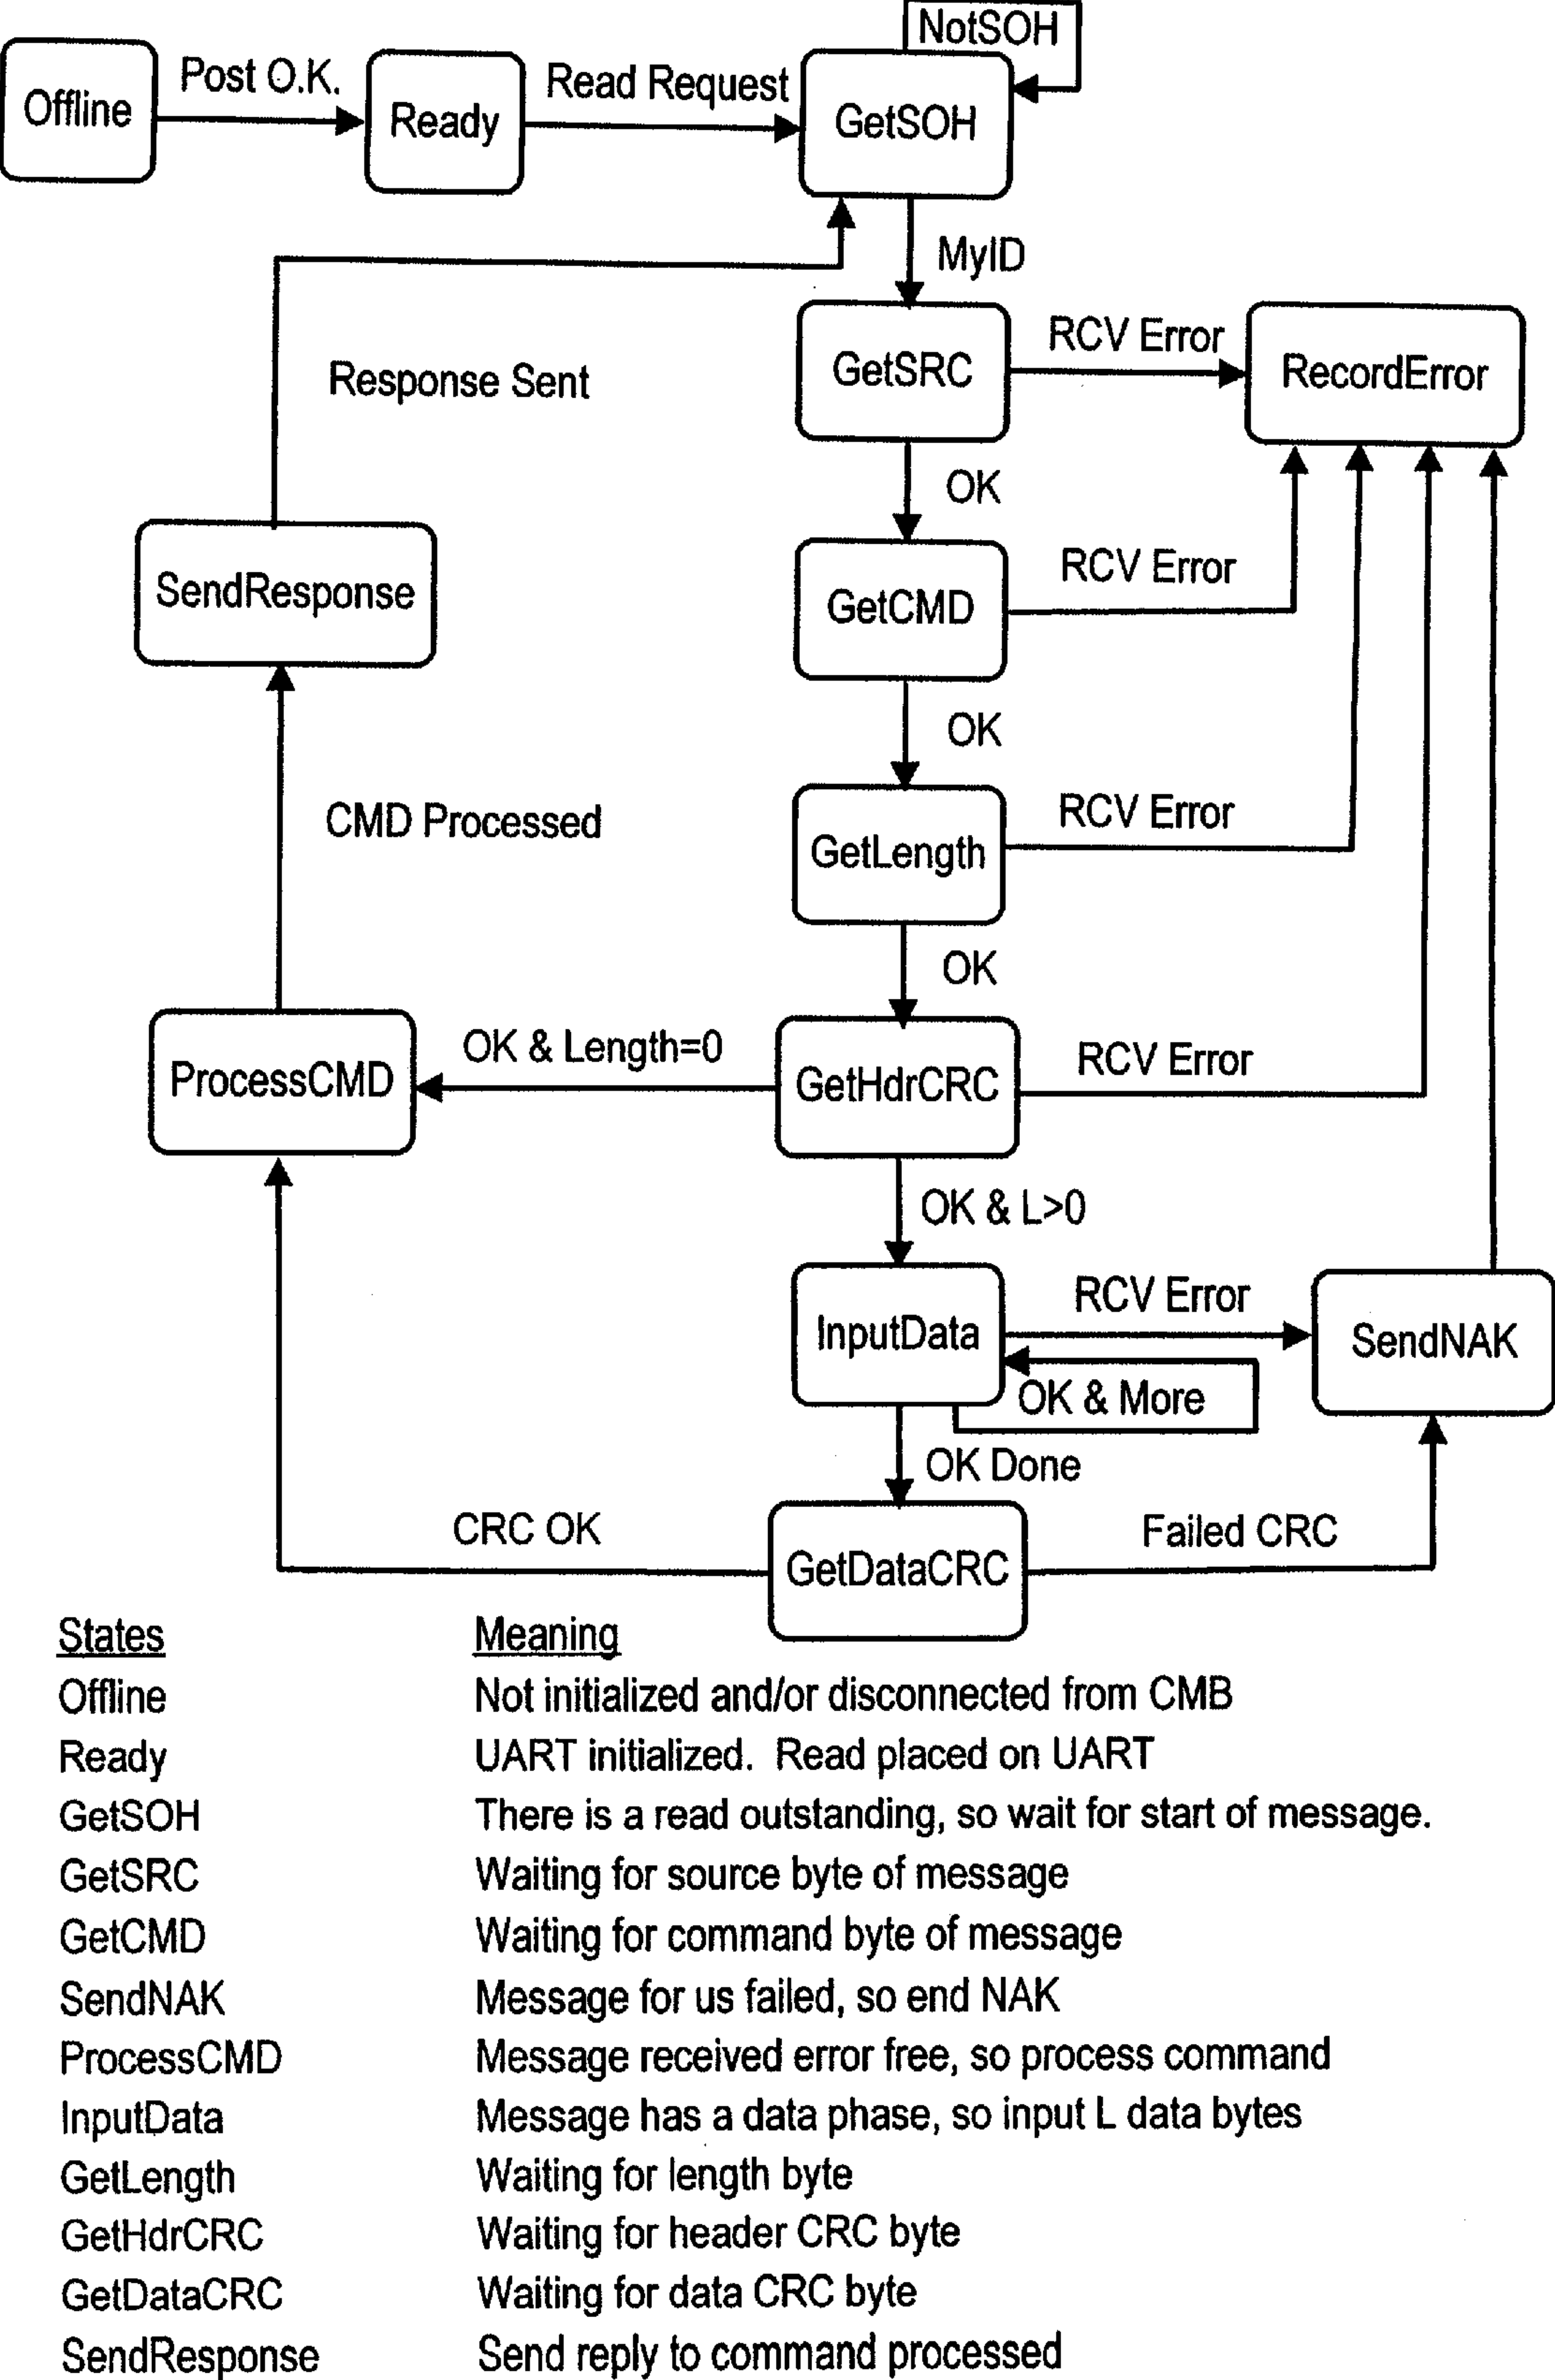 NotSOH
Offline
Post O.K.
Ready
Read Request
GetSOH
MyID
GetSRC
RCV Error
RecordError
Response Sent
OK
SendResponse
GetCMD
RCV Error
OK
CMD Processed
GetLength
RCV Error
OK
ProcessCMD
OK & Length=0
GetHdrCRC
RCV Error
OK & L>0
InputData
RCV Error
SendNAK
OK & More
OK Done
CRC OK
GetDataCRC
Failed CRC
States Meaning
Offline Not initialized and/or disconnected from CMB
Ready UART initialized. Read placed on UART
GetSOH There is a read outstanding, so wait for start of message.
GetSRC Waiting for source byte of message
GetCMD Waiting for command byte of message
SendNAK Message for us failed, so end NAK
ProcessCMD Message received error free, so process command
InputData Message has a data phase, so input L data bytes
GetLength Waiting for length byte
GetHdrCRC Waiting for header CRC byte
GetDataCRC Waiting for data CRC byte
SendResponse Send reply to command processed